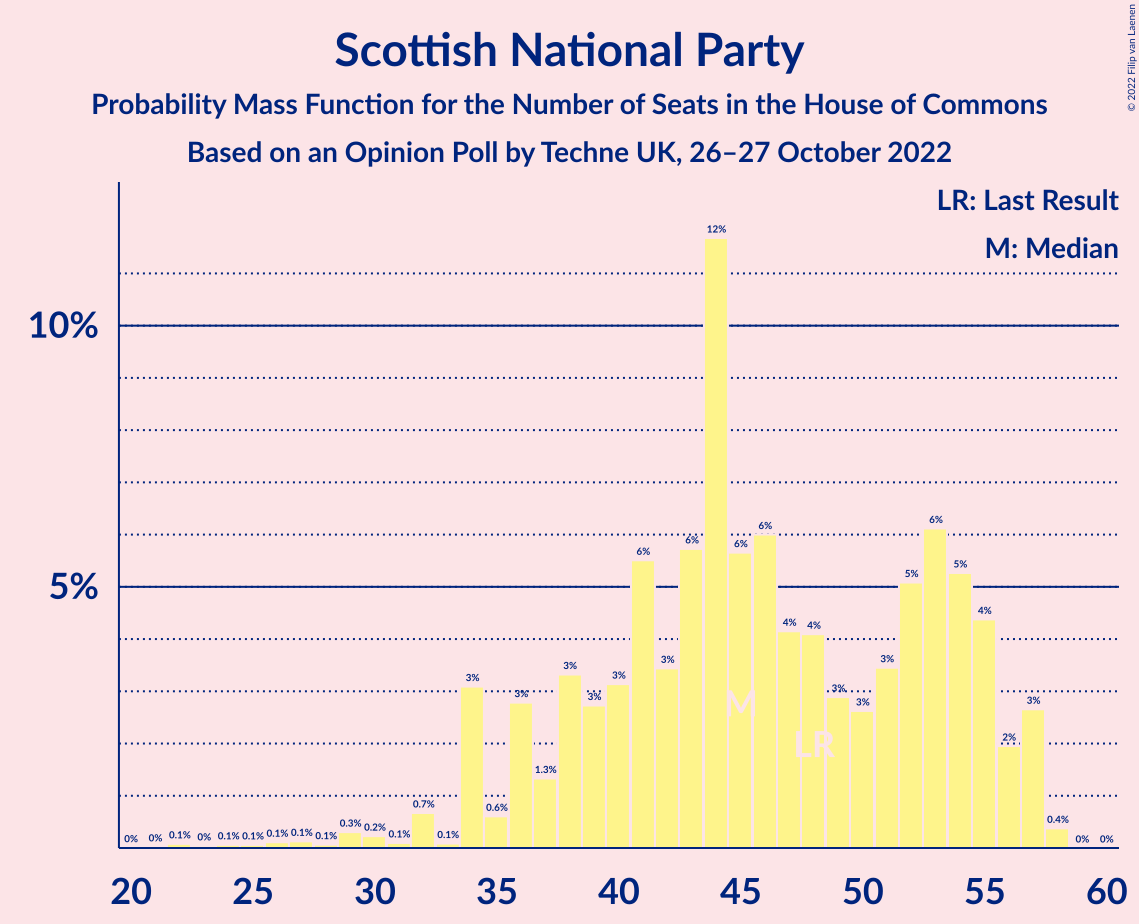 Scottish National Party
Probability Mass Function for the Number of Seats in the House of Commons
Based on an Opinion Poll by Techne UK, 26–27 October 2022
© 2022 Filip van Laenen
LR: Last Result
M: Median
10%
5%
0% 0% 0.1% 0% 0.1% 0.1% 0.1% 0.1% 0.1% 0.3% 0.2% 0.1% 0.7% 0.1% 3% 0.6% 3% 1.3% 3% 3% 3% 6% 3% 6% 12% 6% 6% 4% 4% 3% 3% 3% 5% 6% 5% 4% 2% 3% 0.4% 0% 0%
M
LR
20 25 30 35 40 45 50 55 60